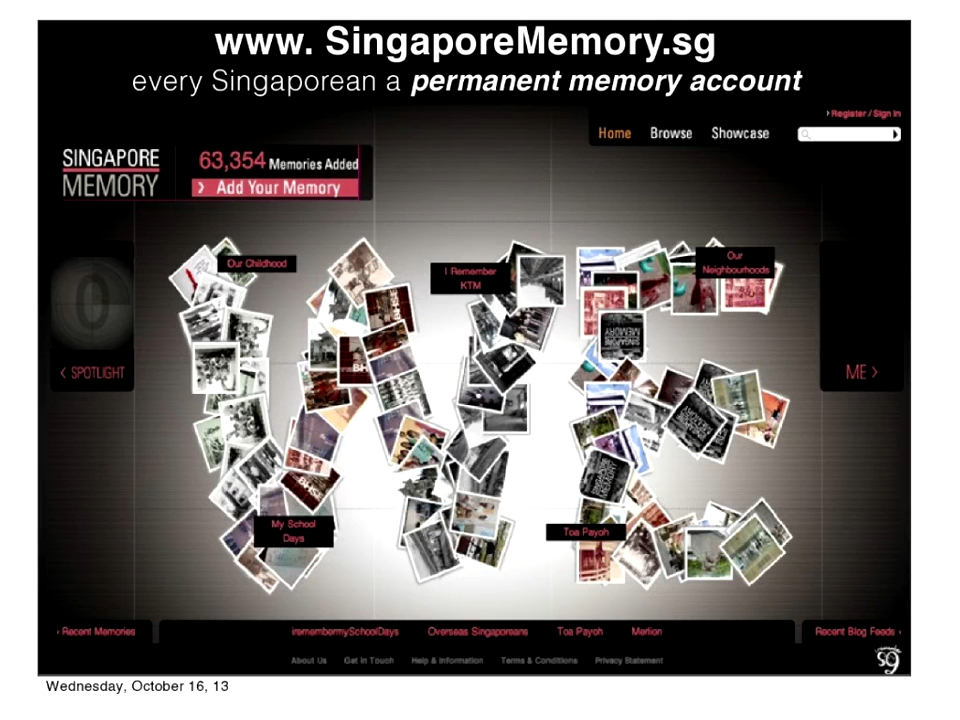 www. SingaporeMemory.sg
every Singaporean a permanent memory account
› Register / Sign In
Home Browse Showcase
SINGAPORE
MEMORY
63,354 Memories Added
› Add Your Memory
Our Childhood
I Remember
KTM
Our
Neighbourhoods
‹ SPOTLIGHT
ME ›
My School
Days
Toa Payoh
‹ Recent Memories
iremembermySchoolDays Overseas Singaporeans Toa Payoh Merlion
Recent Blog Feeds ›
About Us Get In Touch Help & Information Terms & Conditions Privacy Statement
sg
Wednesday, October 16, 13